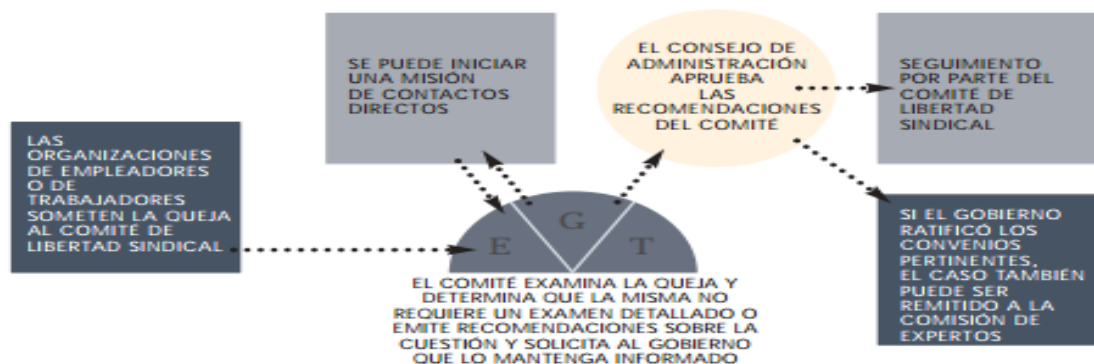 LAS
ORGANIZACIONES
DE EMPLEADORES
O DE
TRABAJADORES
SOMETEN LA QUEJA
AL COMITÉ DE
LIBERTAD SINDICAL
SE PUEDE INICIAR
UNA MISIÓN
DE CONTACTOS
DIRECTOS
E
G
T
EL COMITÉ EXAMINA LA QUEJA Y
DETERMINA QUE LA MISMA NO
REQUIERE UN EXAMEN DETALLADO O
EMITE RECOMENDACIONES SOBRE LA
CUESTIÓN Y SOLICITA AL GOBIERNO
QUE LO MANTENGA INFORMADO
EL CONSEJO DE
ADMINISTRACIÓN
APRUEBA
LAS
RECOMENDACIONES
DEL COMITÉ
SEGUIMIENTO
POR PARTE DEL
COMITÉ DE
LIBERTAD
SINDICAL
SI EL GOBIERNO
RATIFICÓ LOS
CONVENIOS
PERTINENTES,
EL CASO TAMBIÉN
PUEDE SER
REMITIDO A LA
COMISIÓN DE
EXPERTOS